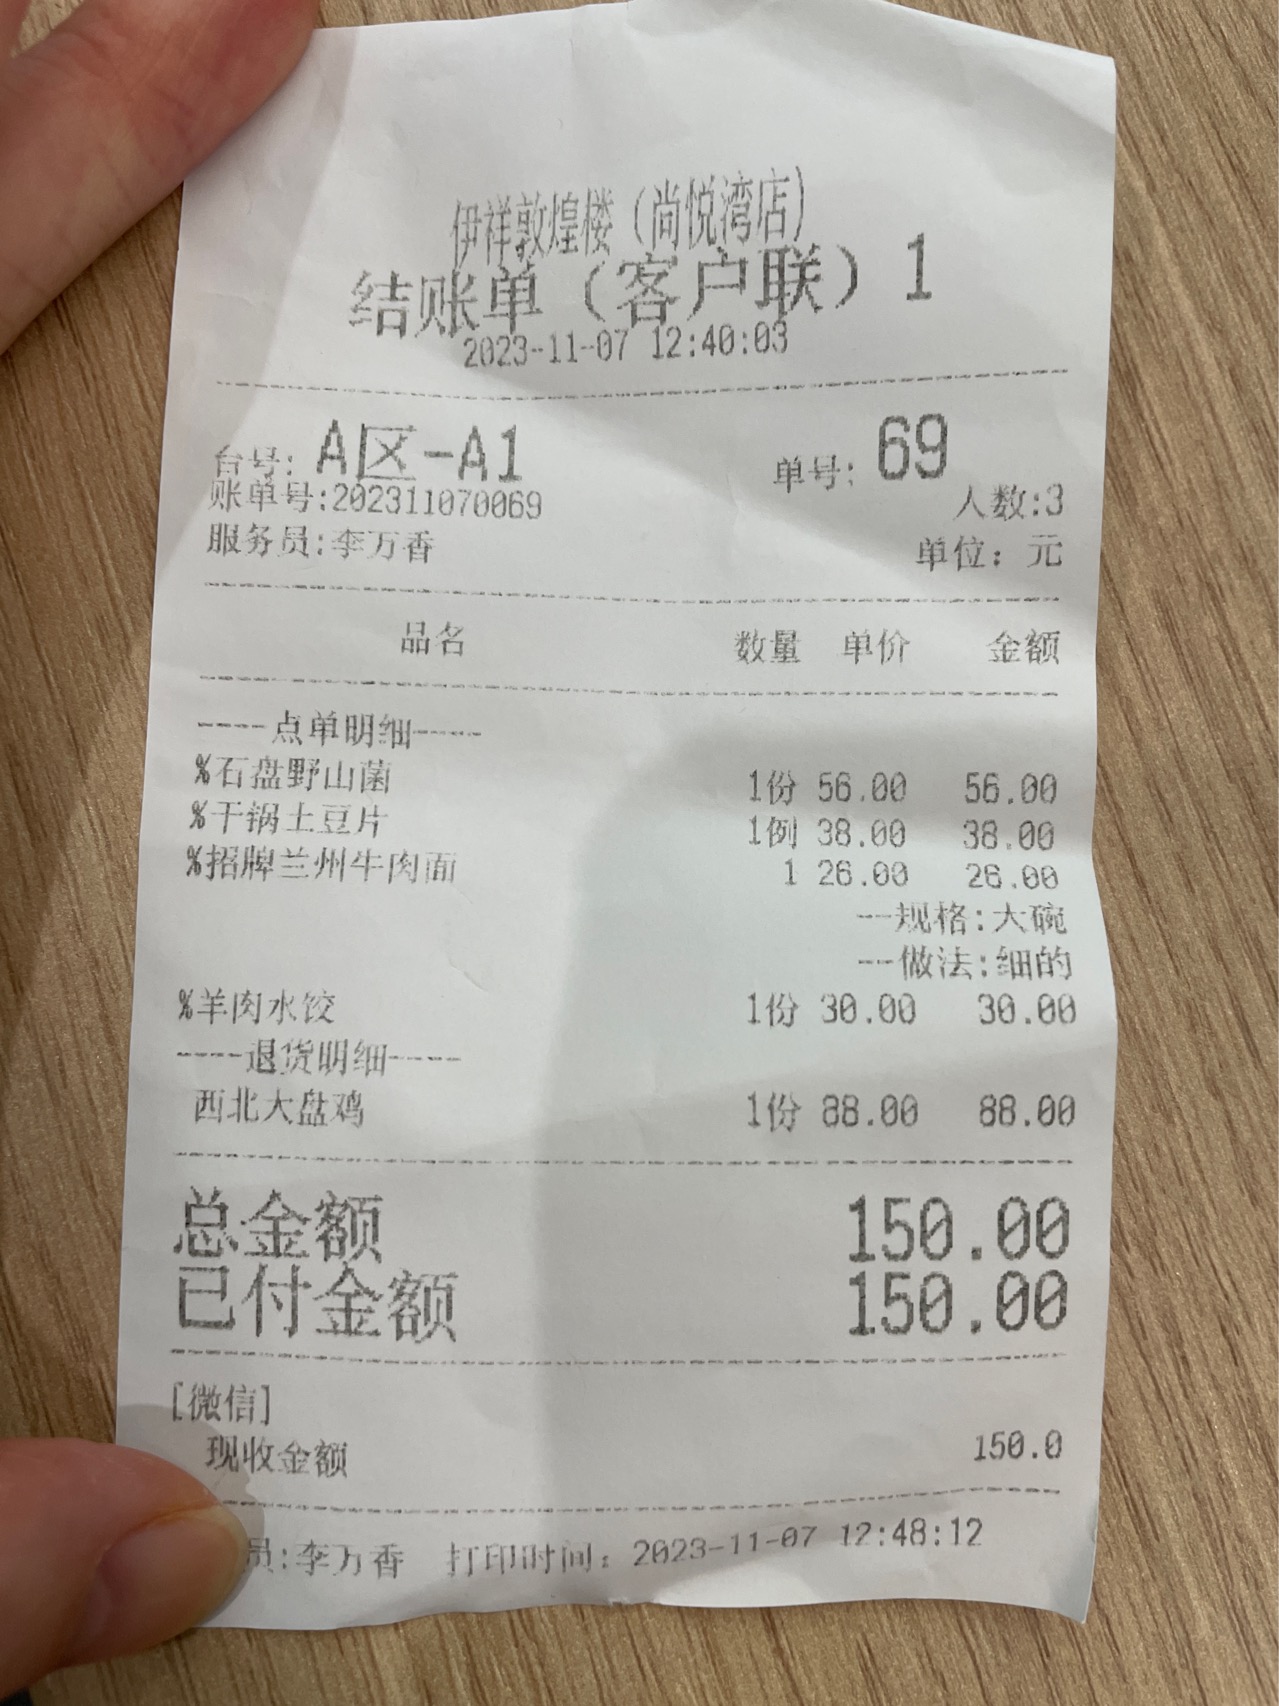 伊祥敦煌楼（尚悦湾店）
结账单（客户联）1
2023-11-07 12:40:03
台号: A区-A1 单号: 69
账单号:202311070069 人数:3
服务员:李万香 单位: 元
品名 数量 单价 金额
----点单明细----
%石盘野山菌 1份 56.00 56.00
%干锅土豆片 1例 38.00 38.00
%招牌兰州牛肉面 1 26.00 26.00
--规格:大碗
--做法:细的
%羊肉水饺 1份 30.00 30.00
----退货明细----
西北大盘鸡 1份 88.00 88.00
总金额 150.00
已付金额 150.00
[微信]
现收金额 150.0
员:李万香 打印时间: 2023-11-07 12:48:12